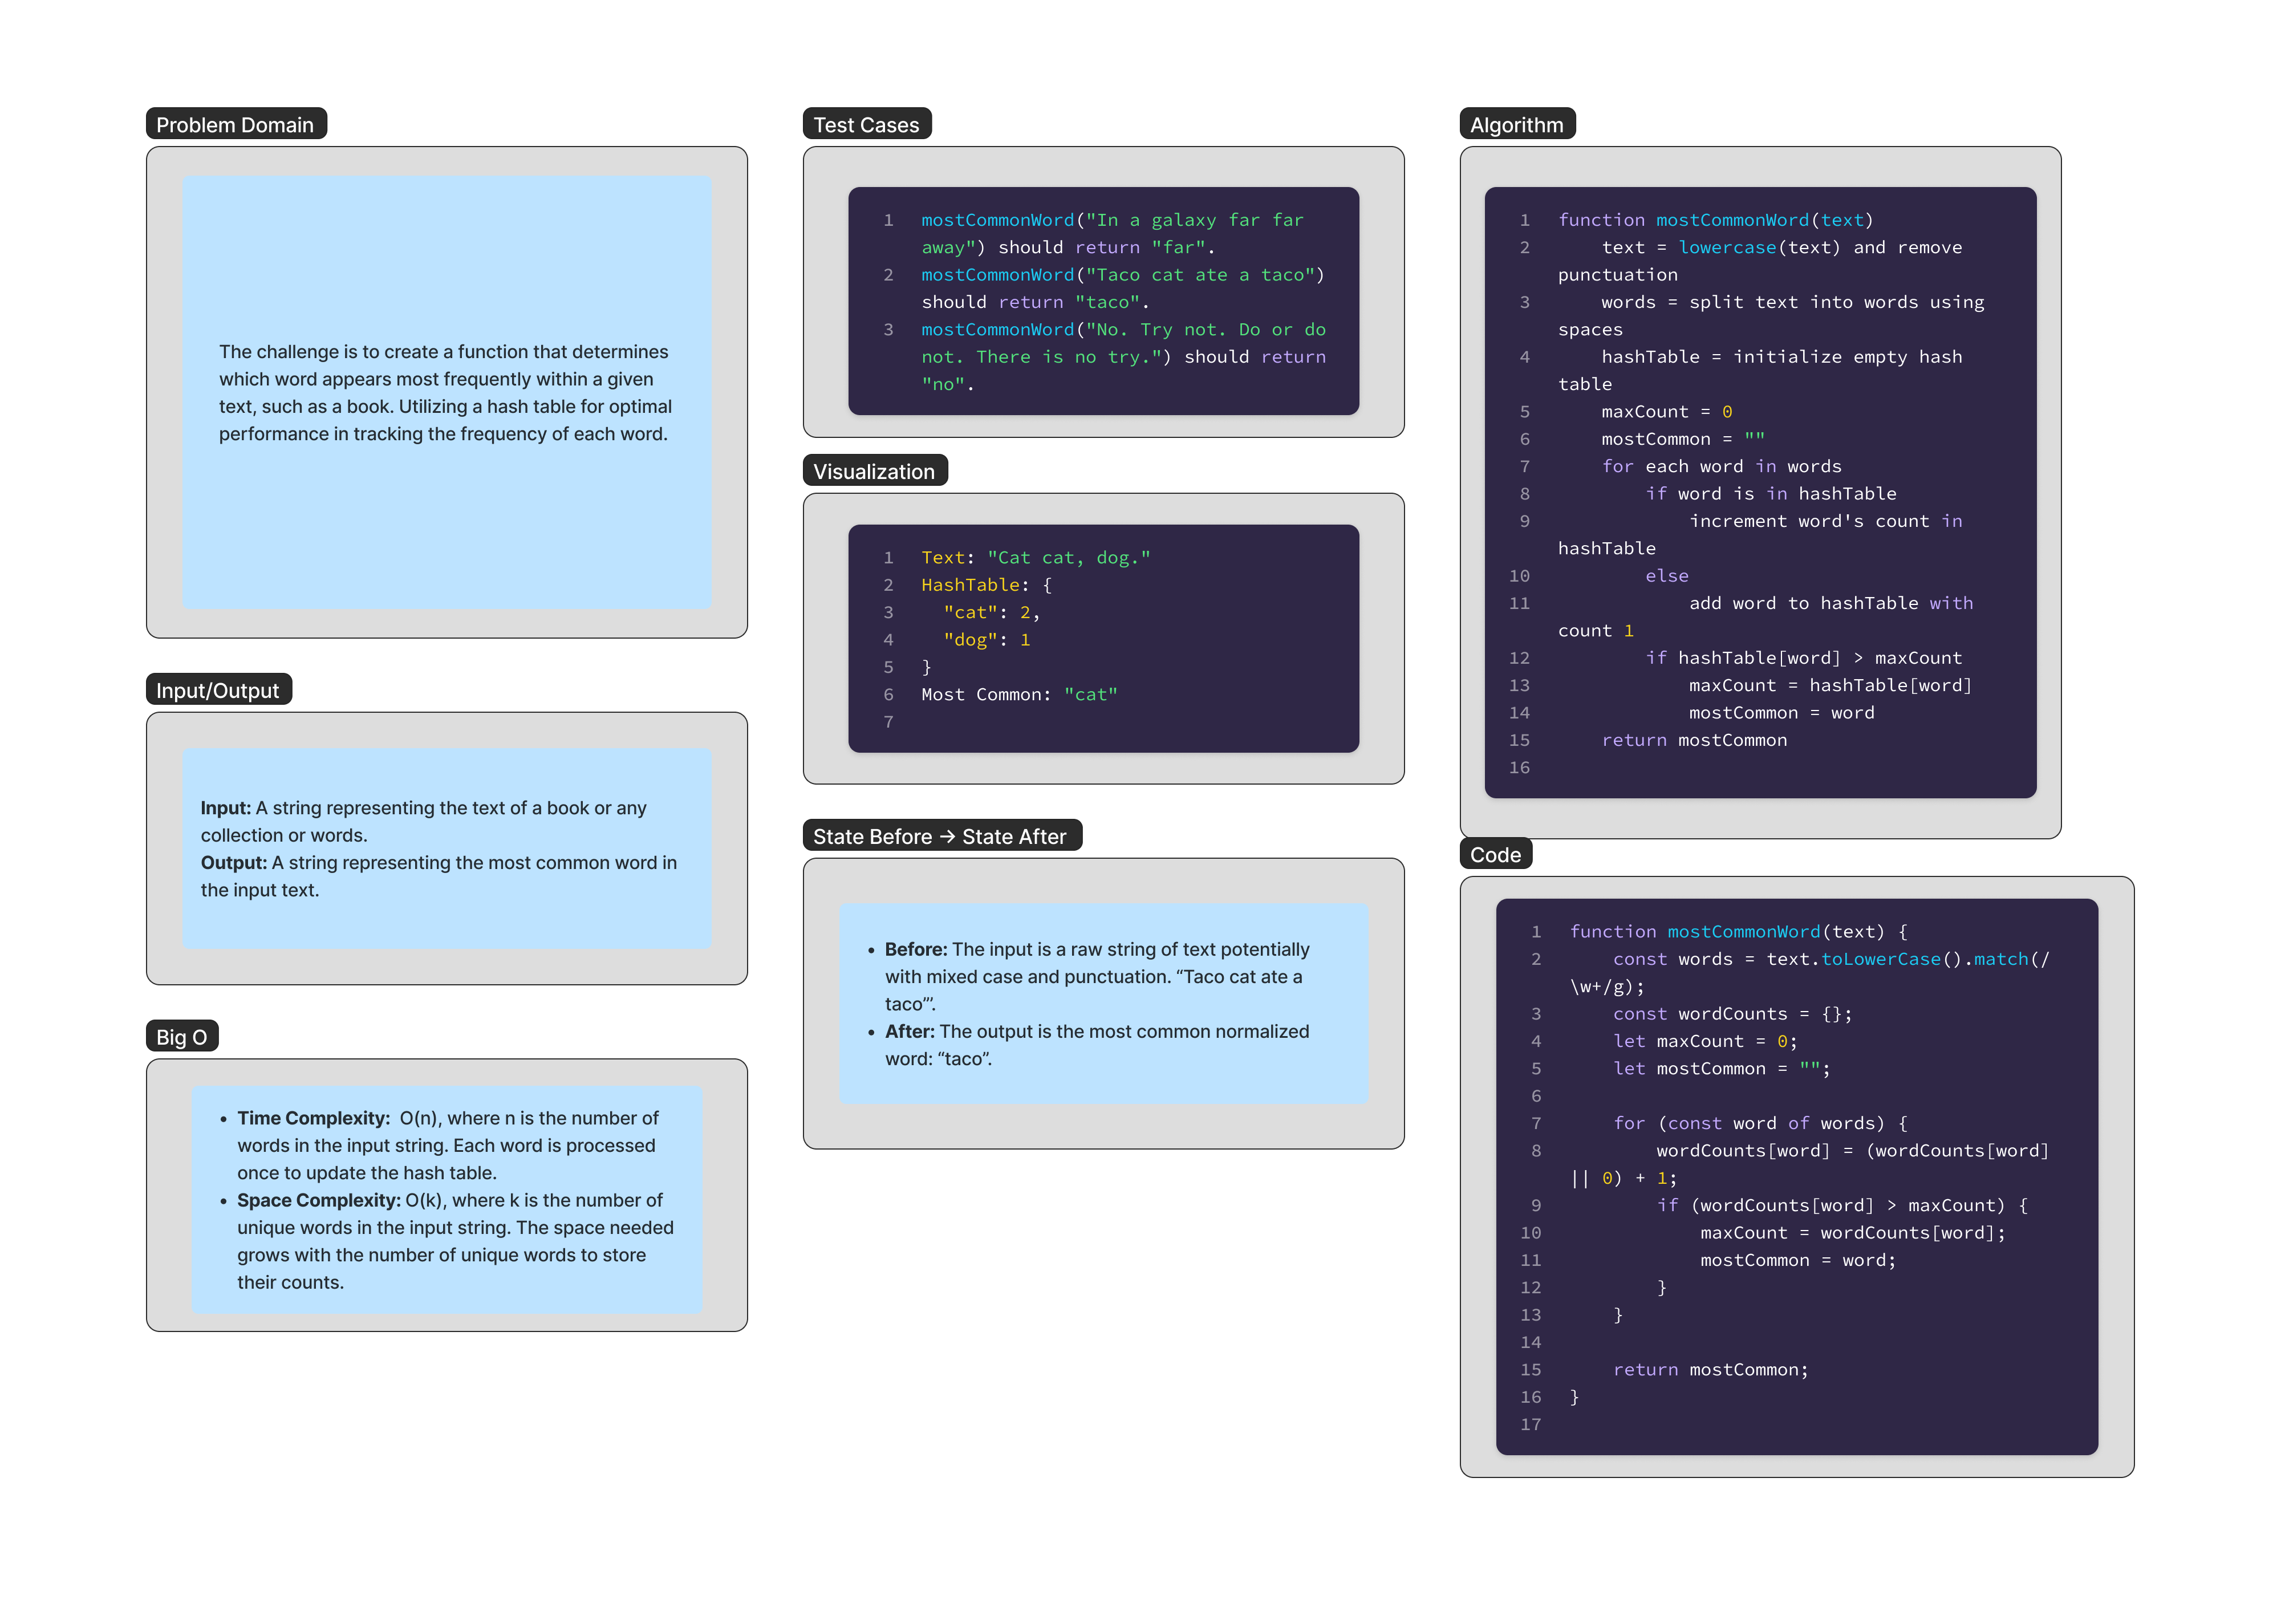 Problem Domain
The challenge is to create a function that determines
which word appears most frequently within a given
text, such as a book. Utilizing a hash table for optimal
performance in tracking the frequency of each word.
Input/Output
Input: A string representing the text of a book or any
collection or words.
Output: A string representing the most common word in
the input text.
Big O
• Time Complexity:  O(n), where n is the number of
words in the input string. Each word is processed
once to update the hash table.
• Space Complexity: O(k), where k is the number of
unique words in the input string. The space needed
grows with the number of unique words to store
their counts.
Test Cases
1 mostCommonWord("In a galaxy far far
away") should return "far".
2 mostCommonWord("Taco cat ate a taco")
should return "taco".
3 mostCommonWord("No. Try not. Do or do
not. There is no try.") should return
"no".
Visualization
1 Text: "Cat cat, dog."
2 HashTable: {
3   "cat": 2,
4   "dog": 1
5 }
6 Most Common: "cat"
7
State Before → State After
• Before: The input is a raw string of text potentially
with mixed case and punctuation. “Taco cat ate a
taco”’.
• After: The output is the most common normalized
word: “taco”.
Algorithm
1 function mostCommonWord(text)
2     text = lowercase(text) and remove
punctuation
3     words = split text into words using
spaces
4     hashTable = initialize empty hash
table
5     maxCount = 0
6     mostCommon = ""
7     for each word in words
8         if word is in hashTable
9             increment word's count in
hashTable
10         else
11             add word to hashTable with
count 1
12         if hashTable[word] > maxCount
13             maxCount = hashTable[word]
14             mostCommon = word
15     return mostCommon
16
Code
1 function mostCommonWord(text) {
2     const words = text.toLowerCase().match(/
\w+/g);
3     const wordCounts = {};
4     let maxCount = 0;
5     let mostCommon = "";
6
7     for (const word of words) {
8         wordCounts[word] = (wordCounts[word]
|| 0) + 1;
9         if (wordCounts[word] > maxCount) {
10             maxCount = wordCounts[word];
11             mostCommon = word;
12         }
13     }
14
15     return mostCommon;
16 }
17